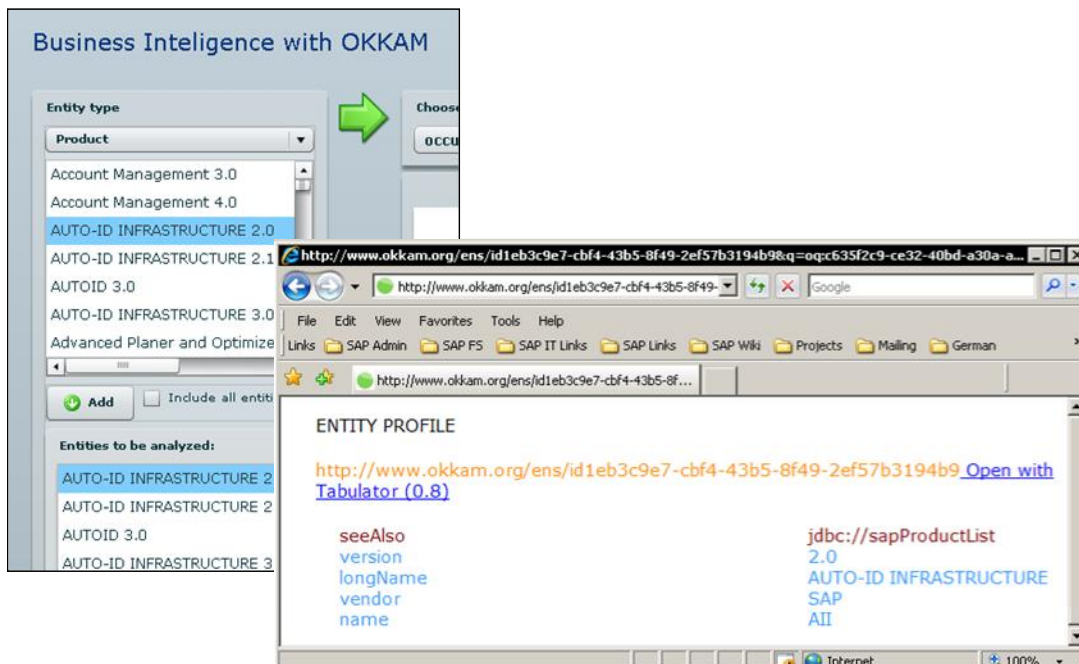 Business Inteligence with OKKAM
Entity type
Product
Account Management 3.0
Account Management 4.0
AUTO-ID INFRASTRUCTURE 2.0
AUTO-ID INFRASTRUCTURE 2.1
AUTOID 3.0
AUTO-ID INFRASTRUCTURE 3.0
Advanced Planer and Optimize
Add Include all entiti
Entities to be analyzed:
AUTO-ID INFRASTRUCTURE 2
AUTO-ID INFRASTRUCTURE 2
AUTOID 3.0
AUTO-ID INFRASTRUCTURE 3
Choose
occu
http://www.okkam.org/ens/id1eb3c9e7-cbf4-43b5-8f49-2ef57b3194b9&q=oq:c635f2c9-ce32-40bd-a30a-a...
http://www.okkam.org/ens/id1eb3c9e7-cbf4-43b5-8f49- Google
File Edit View Favorites Tools Help
Links SAP Admin SAP FS SAP IT Links SAP Links SAP Wiki Projects Mailing German
http://www.okkam.org/ens/id1eb3c9e7-cbf4-43b5-8f...
ENTITY PROFILE
http://www.okkam.org/ens/id1eb3c9e7-cbf4-43b5-8f49-2ef57b3194b9 Open with
Tabulator (0.8)
seeAlso jdbc://sapProductList
version 2.0
longName AUTO-ID INFRASTRUCTURE
vendor SAP
name AII
Internet 100%